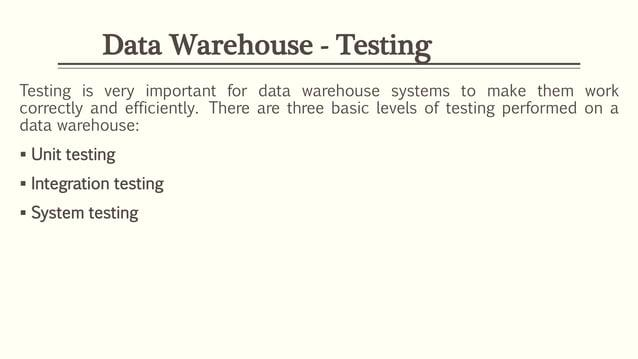 Data Warehouse - Testing
Testing is very important for data warehouse systems to make them work
correctly and efficiently. There are three basic levels of testing performed on a
data warehouse:
▪ Unit testing
▪ Integration testing
▪ System testing